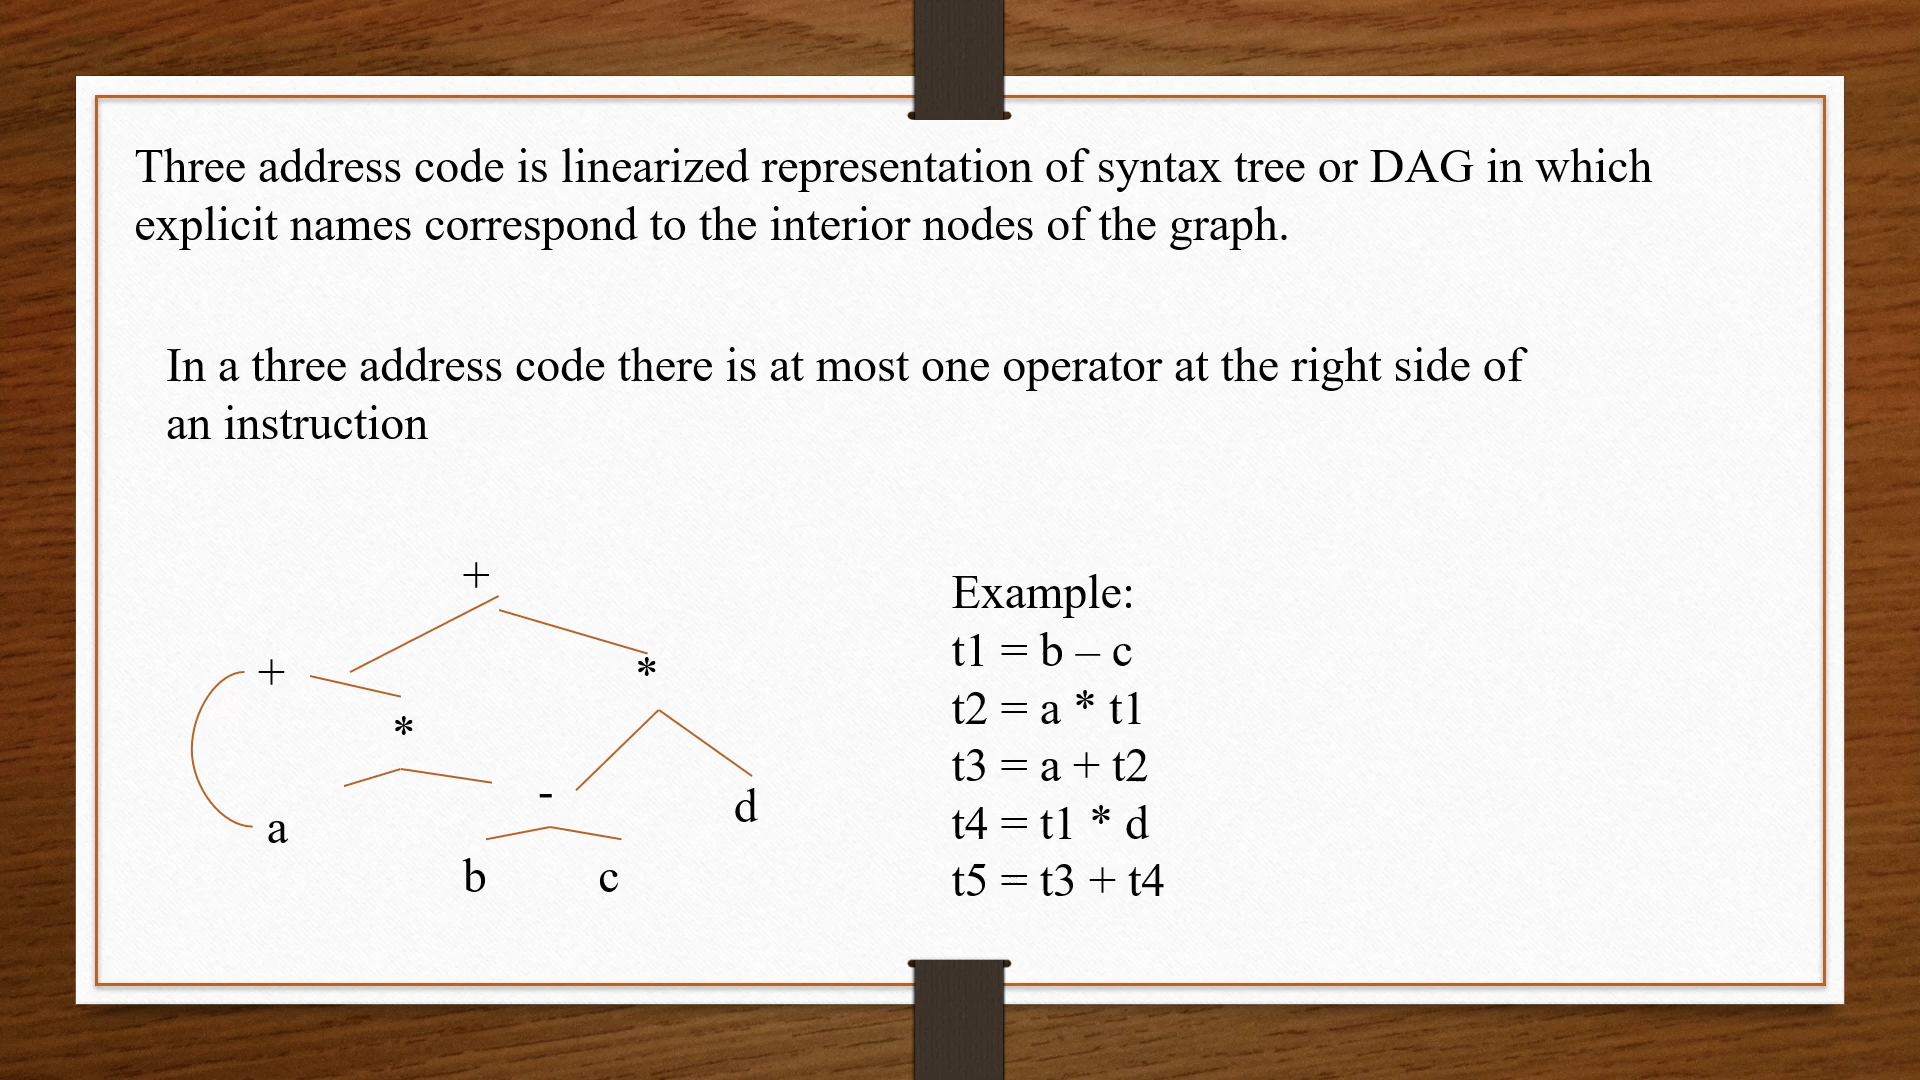 Three address code is linearized representation of syntax tree or DAG in which
explicit names correspond to the interior nodes of the graph.
In a three address code there is at most one operator at the right side of
an instruction
+
+
*
*
-
d
a
b
c
Example:
t1 = b – c
t2 = a * t1
t3 = a + t2
t4 = t1 * d
t5 = t3 + t4